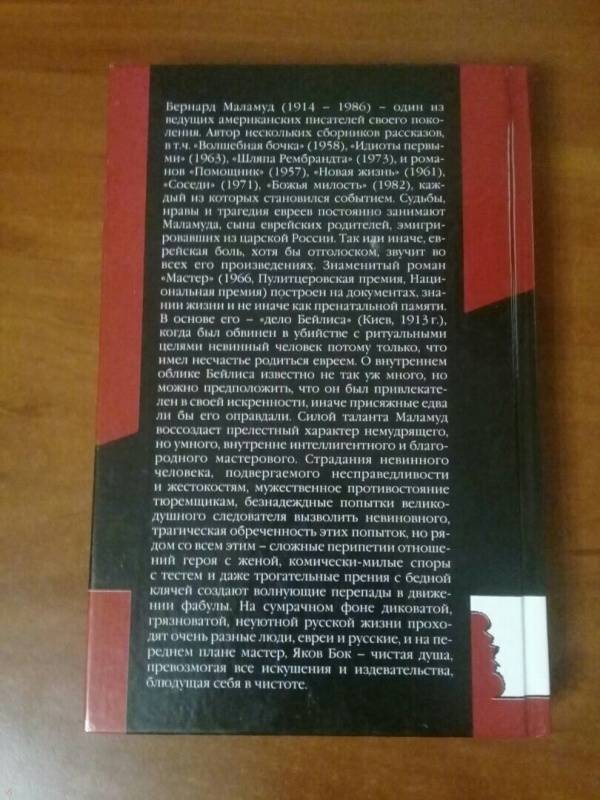 Бернард Маламуд (1914 – 1986) – один из
ведущих американских писателей своего поко-
ления. Автор нескольких сборников рассказов,
в т.ч. «Волшебная бочка» (1958), «Идиоты первы-
ми» (1963), «Шляпа Рембрандта» (1973), и рома-
нов «Помощник» (1957), «Новая жизнь» (1961),
«Соседи» (1971), «Божья милость» (1982), каж-
дый из которых становился событием. Судьбы,
нравы и трагедия евреев постоянно занимают
Маламуда, сына еврейских родителей, эмигри-
ровавших из царской России. Так или иначе, ев-
рейская боль, хотя бы отголоском, звучит во
всех его произведениях. Знаменитый роман
«Мастер» (1966, Пулитцеровская премия, Наци-
ональная премия) построен на документах, зна-
нии жизни и не иначе как пренатальной памяти.
В основе его – «дело Бейлиса» (Киев, 1913 г.),
когда был обвинен в убийстве с ритуальными
целями невинный человек потому только, что
имел несчастье родиться евреем. О внутреннем
облике Бейлиса известно не так уж много, но
можно предположить, что он был привлекате-
лен в своей искренности, иначе присяжные едва
ли бы его оправдали. Силой таланта Маламуд
воссоздает прелестный характер немудрящего,
но умного, внутренне интеллигентного и благо-
родного мастерового. Страдания невинного
человека, подвергаемого несправедливости
и жестокостям, мужественное противостояние
тюремщикам, безнадеждные попытки велико-
душного следователя вызволить невиновного,
трагическая обреченность этих попыток, но ря-
дом со всем этим – сложные перипетии отноше-
ний героя с женой, комически-милые споры
с тестем и даже трогательные прения с бедной
клячей создают волнующие перепады в движе-
нии фабулы. На сумрачном фоне диковатой,
грязноватой, неуютной русской жизни прохо-
дят очень разные люди, евреи и русские, и на пе-
реднем плане мастер, Яков Бок – чистая душа,
превозмогая все искушения и издевательства,
блюдущая себя в чистоте.